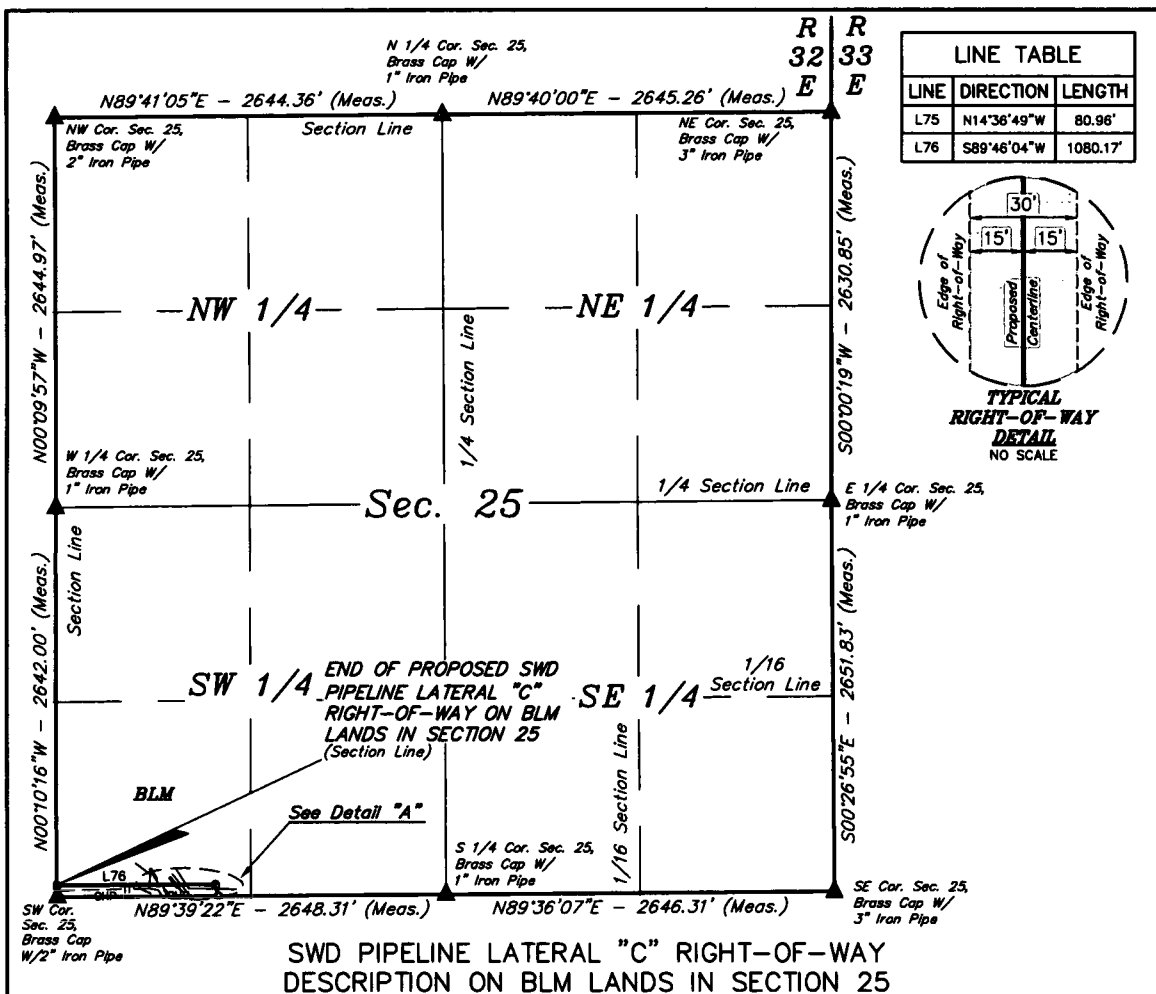 R R
32 33
E E
N 1/4 Cor. Sec. 25,
Brass Cap W/
1" Iron Pipe
N89°41'05"E - 2644.36' (Meas.)
N89°40'00"E - 2645.26' (Meas.)
NW Cor. Sec. 25,
Brass Cap W/
2" Iron Pipe
Section Line
NE Cor. Sec. 25,
Brass Cap W/
3" Iron Pipe
LINE TABLE
LINE DIRECTION LENGTH
L75 N14°36'49"W 80.96'
L76 S89°46'04"W 1080.17'
30'
15' 15'
Edge of
Right-of-Way
Proposed
Centerline
Edge of
Right-of-Way
TYPICAL
RIGHT-OF-WAY
DETAIL
NO SCALE
N00°09'57"W - 2644.97' (Meas.)
NW 1/4
NE 1/4
S00°00'19"W - 2630.85' (Meas.)
1/4 Section Line
W 1/4 Cor. Sec. 25,
Brass Cap W/
1" Iron Pipe
Sec. 25
1/4 Section Line
E 1/4 Cor. Sec. 25,
Brass Cap W/
1" Iron Pipe
Section Line
N00°10'16"W - 2642.00' (Meas.)
SW 1/4
END OF PROPOSED SWD
PIPELINE LATERAL "C"
RIGHT-OF-WAY ON BLM
LANDS IN SECTION 25
(Section Line)
SE 1/4
1/16
Section Line
1/16 Section Line
S00°26'55"E - 2651.83' (Meas.)
BLM
See Detail "A"
L76
S 1/4 Cor. Sec. 25,
Brass Cap W/
1" Iron Pipe
SW Cor.
Sec. 25,
Brass Cap
W/2" Iron Pipe
N89°39'22"E - 2648.31' (Meas.)
N89°36'07"E - 2646.31' (Meas.)
SE Cor. Sec. 25,
Brass Cap W/
3" Iron Pipe
SWD PIPELINE LATERAL "C" RIGHT-OF-WAY
DESCRIPTION ON BLM LANDS IN SECTION 25